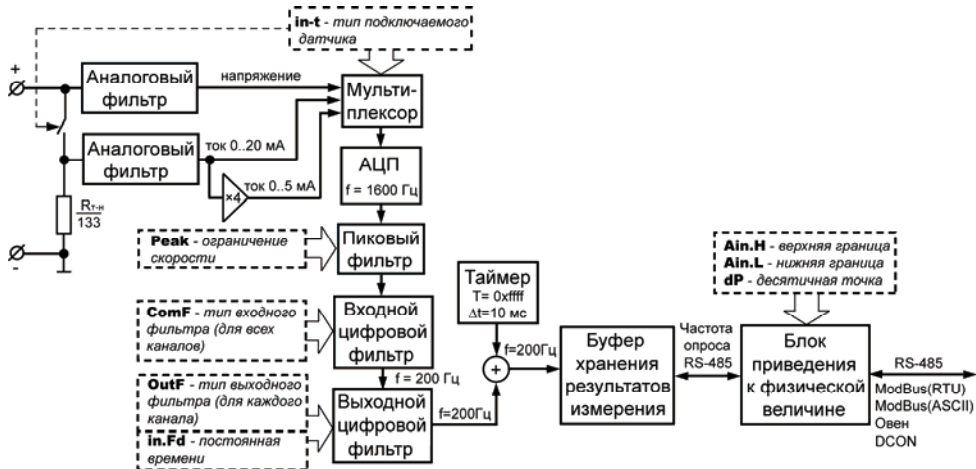 in-t - тип подключаемого
датчика
+
Аналоговый
фильтр
напряжение
Мульти-
плексор
Аналоговый
фильтр
ток 0..20 мА
×4
ток 0..5 мА
Rт-н
133
-
АЦП
f = 1600 Гц
Peak - ограничение
скорости
Пиковый
фильтр
ComF - тип входного
фильтра (для всех
каналов)
Входной
цифровой
фильтр
f = 200 Гц
OutF - тип выходного
фильтра (для каждого
канала)
in.Fd - постоянная
времени
Выходной
цифровой
фильтр
f=200Гц
Таймер
T= 0xffff
Δt=10 мс
+
f=200Гц
Буфер
хранения
результатов
измерения
Частота
опроса
RS-485
Ain.H - верхняя граница
Ain.L - нижняя граница
dP - десятичная точка
Блок
приведения
к физической
величине
RS-485
ModBus(RTU)
ModBus(ASCII)
Овен
DCON